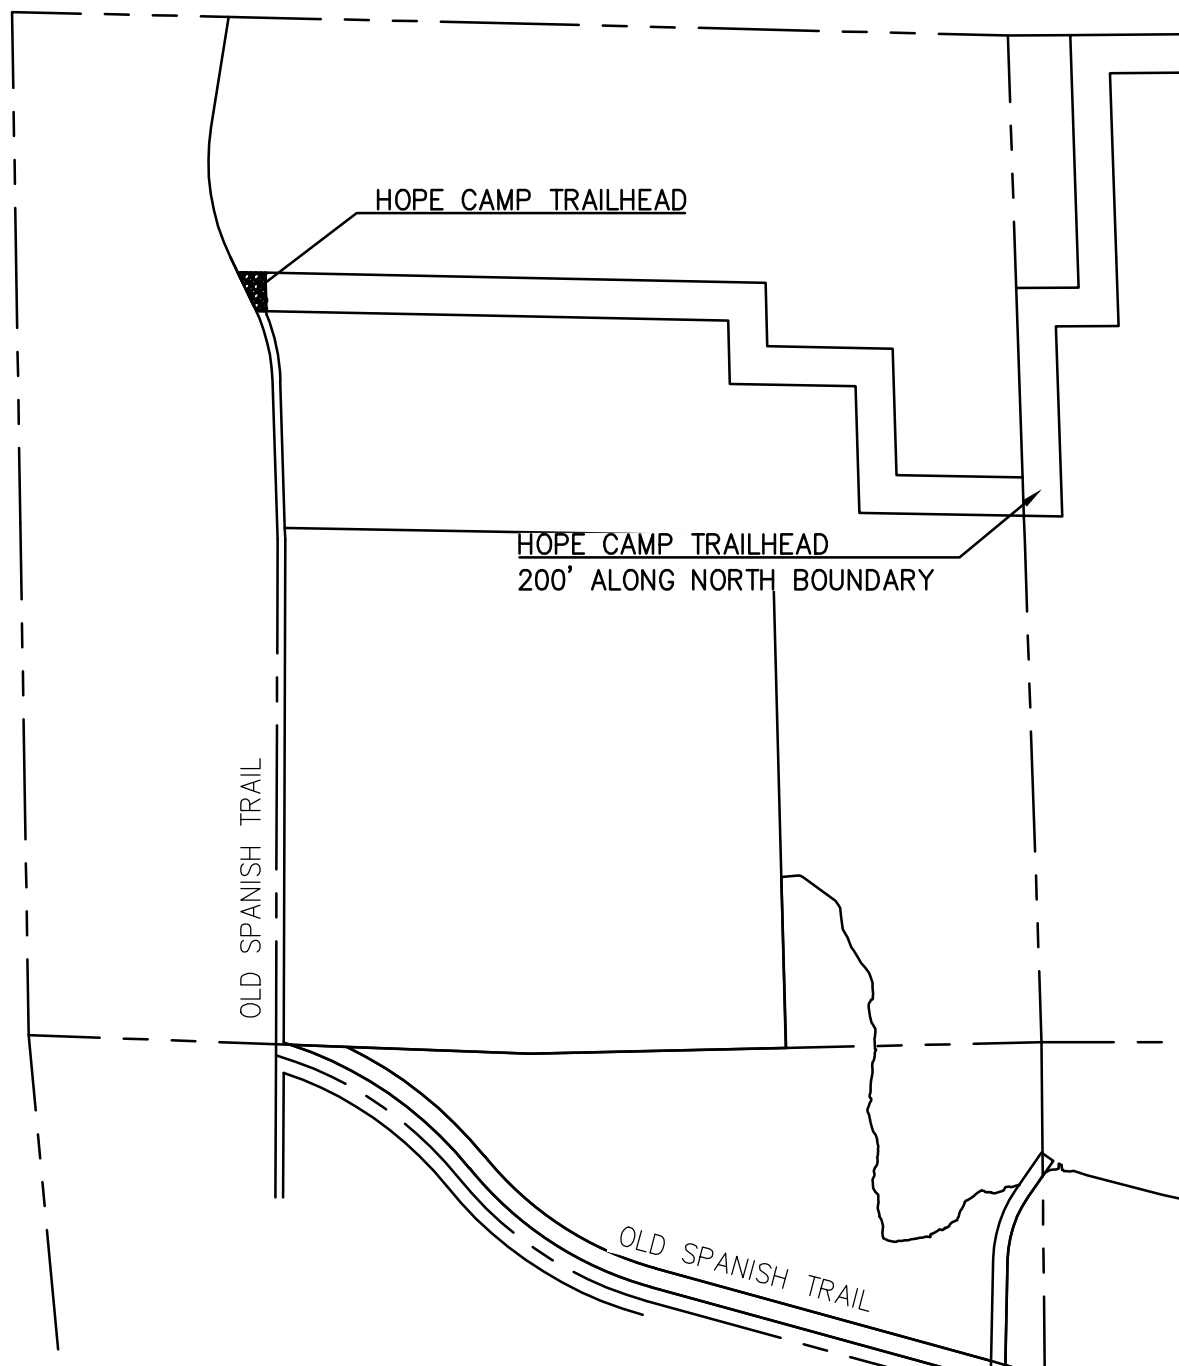 HOPE CAMP TRAILHEAD
HOPE CAMP TRAILHEAD
200' ALONG NORTH BOUNDARY
OLD SPANISH TRAIL
OLD SPANISH TRAIL